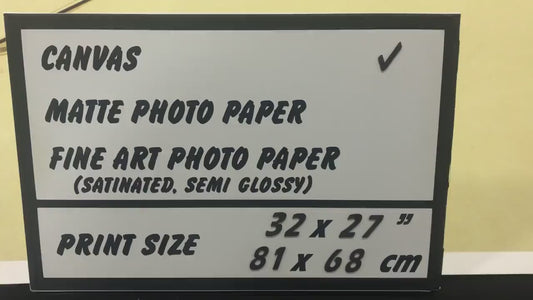 CANVAS ✓
MATTE PHOTO PAPER
FINE ART PHOTO PAPER
(SATINATED, SEMI GLOSSY)
PRINT SIZE
32 x 27 "
81 x 68 cm